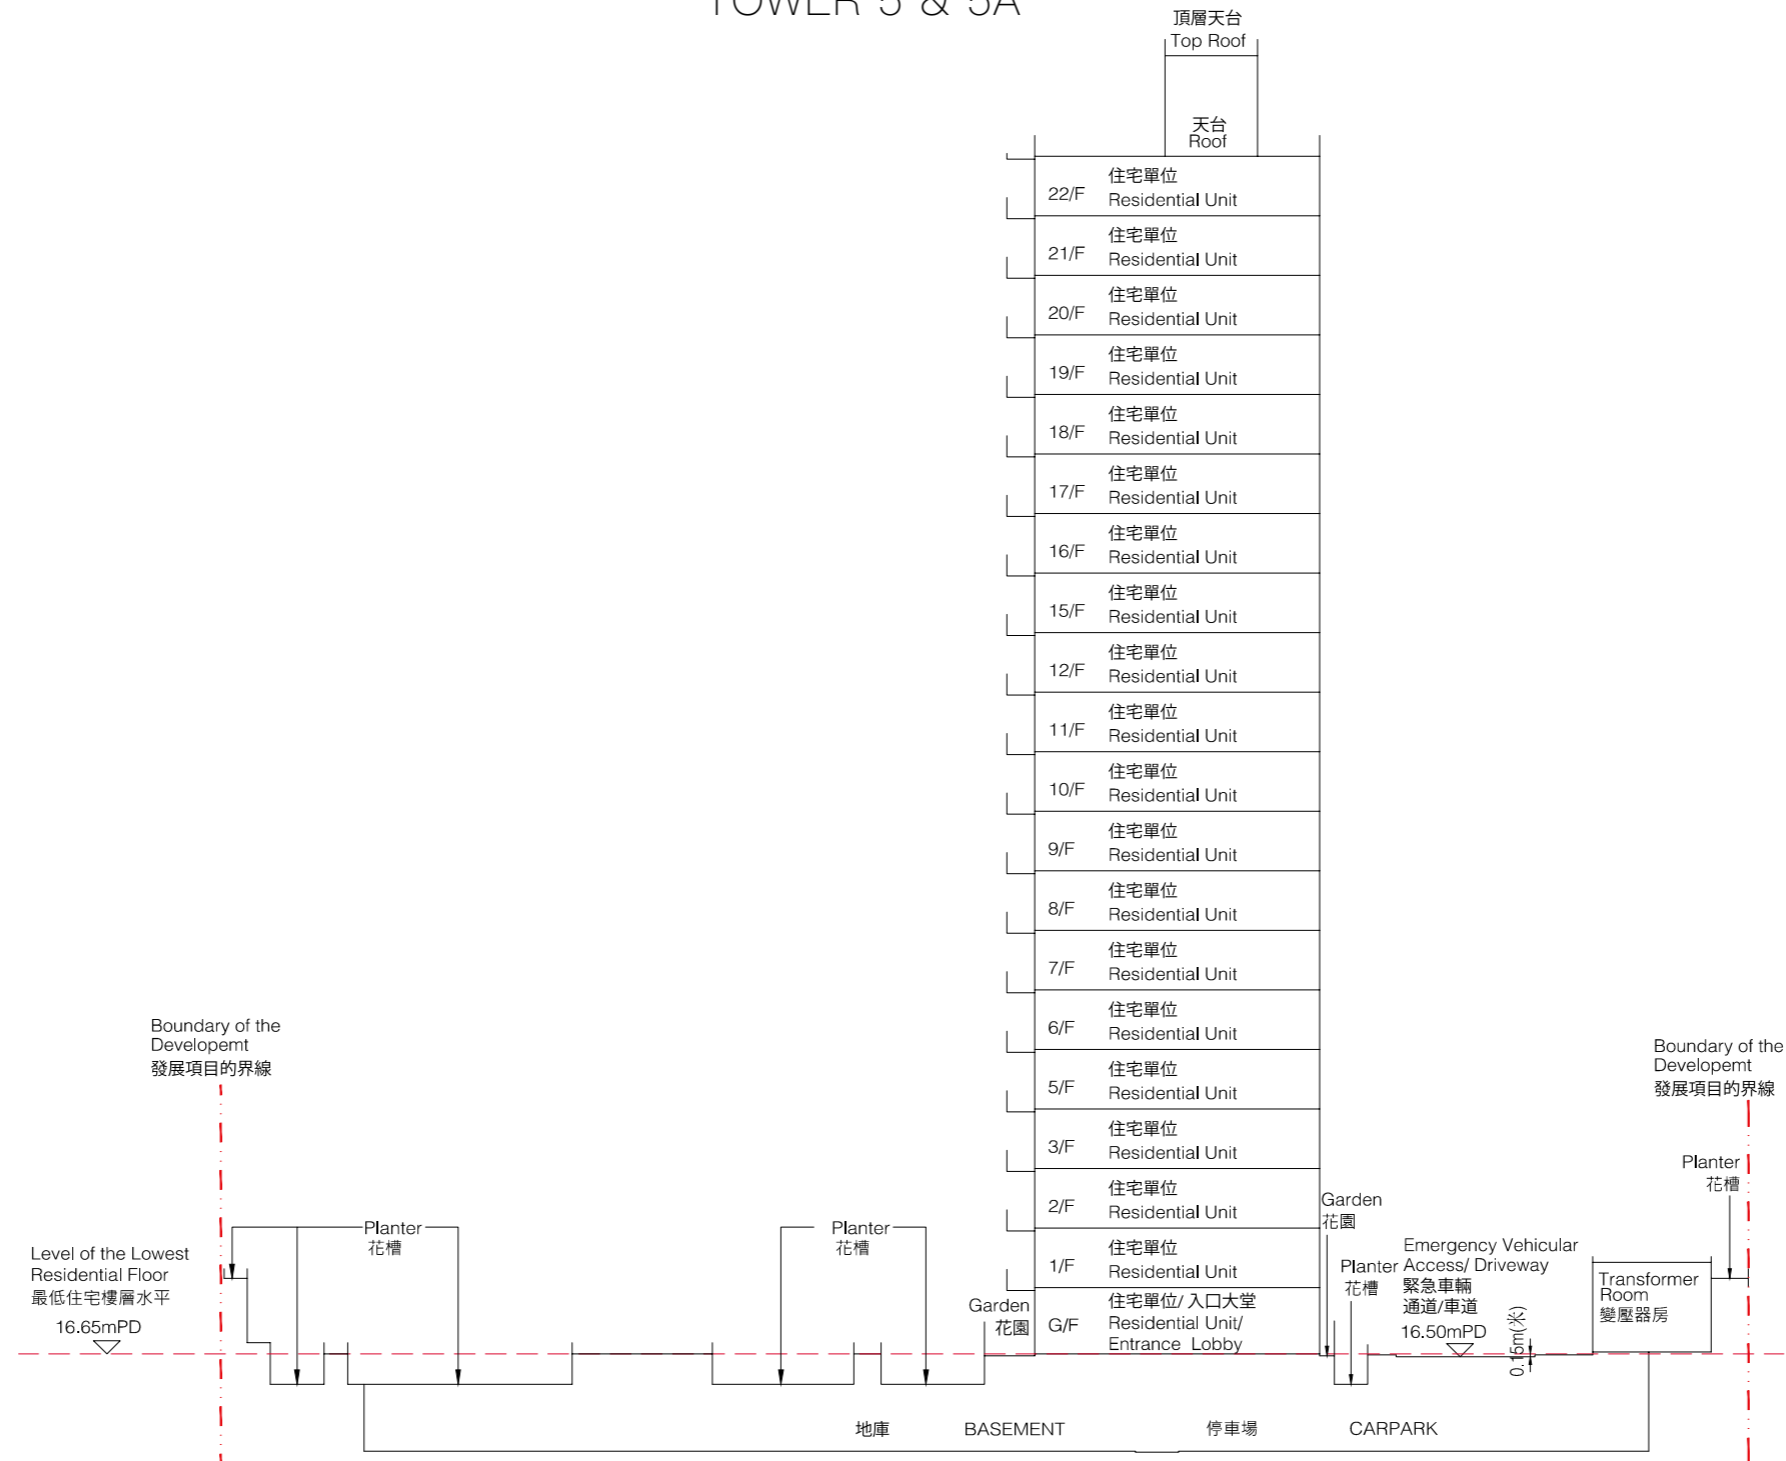 TOWER 5 & 5A
頂層天台
Top Roof
天台
Roof
22/F
住宅單位
Residential Unit
21/F
住宅單位
Residential Unit
20/F
住宅單位
Residential Unit
19/F
住宅單位
Residential Unit
18/F
住宅單位
Residential Unit
17/F
住宅單位
Residential Unit
16/F
住宅單位
Residential Unit
15/F
住宅單位
Residential Unit
12/F
住宅單位
Residential Unit
11/F
住宅單位
Residential Unit
10/F
住宅單位
Residential Unit
9/F
住宅單位
Residential Unit
8/F
住宅單位
Residential Unit
7/F
住宅單位
Residential Unit
6/F
住宅單位
Residential Unit
5/F
住宅單位
Residential Unit
3/F
住宅單位
Residential Unit
2/F
住宅單位
Residential Unit
1/F
住宅單位
Residential Unit
G/F
住宅單位/入口大堂
Residential Unit/
Entrance Lobby
Boundary of the
Developemt
發展項目的界線
Level of the Lowest
Residential Floor
最低住宅樓層水平
16.65mPD
Planter
花槽
Planter
花槽
Garden
花園
Garden
花園
Planter
花槽
Emergency Vehicular
Access/ Driveway
緊急車輛
通道/車道
16.50mPD
0.15m(米)
Transformer
Room
變壓器房
Planter
花槽
Boundary of the
Developemt
發展項目的界線
地庫 BASEMENT 停車場 CARPARK